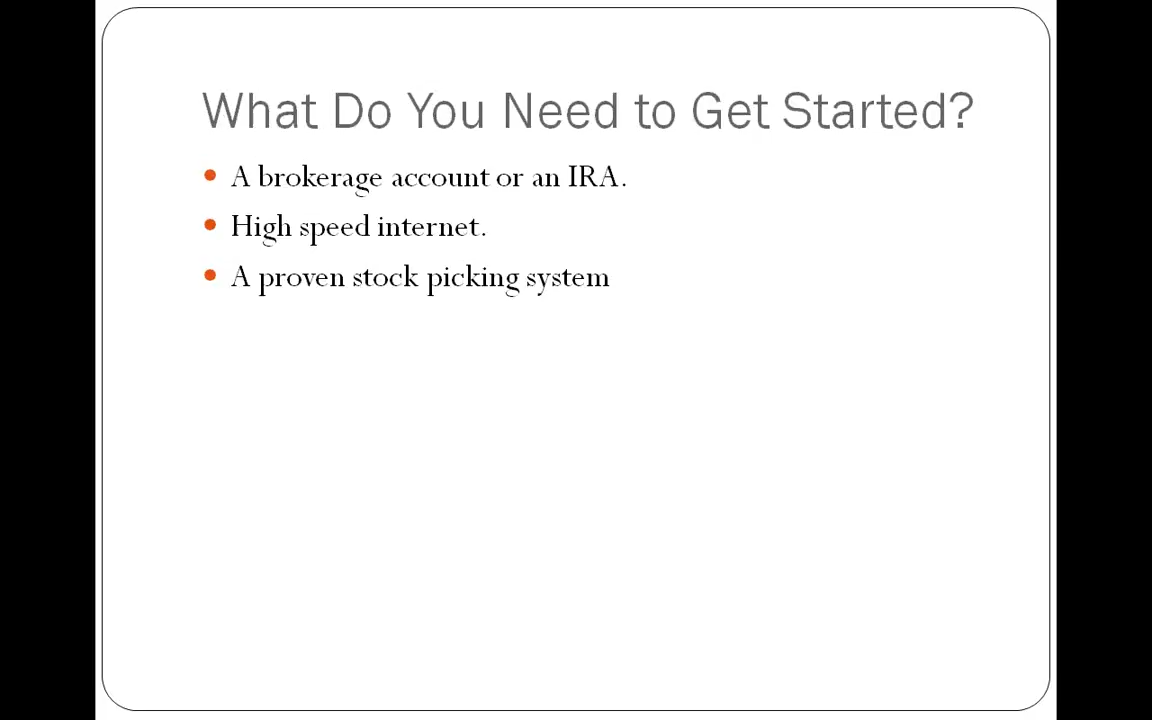 What Do You Need to Get Started?
• A brokerage account or an IRA.
• High speed internet.
• A proven stock picking system